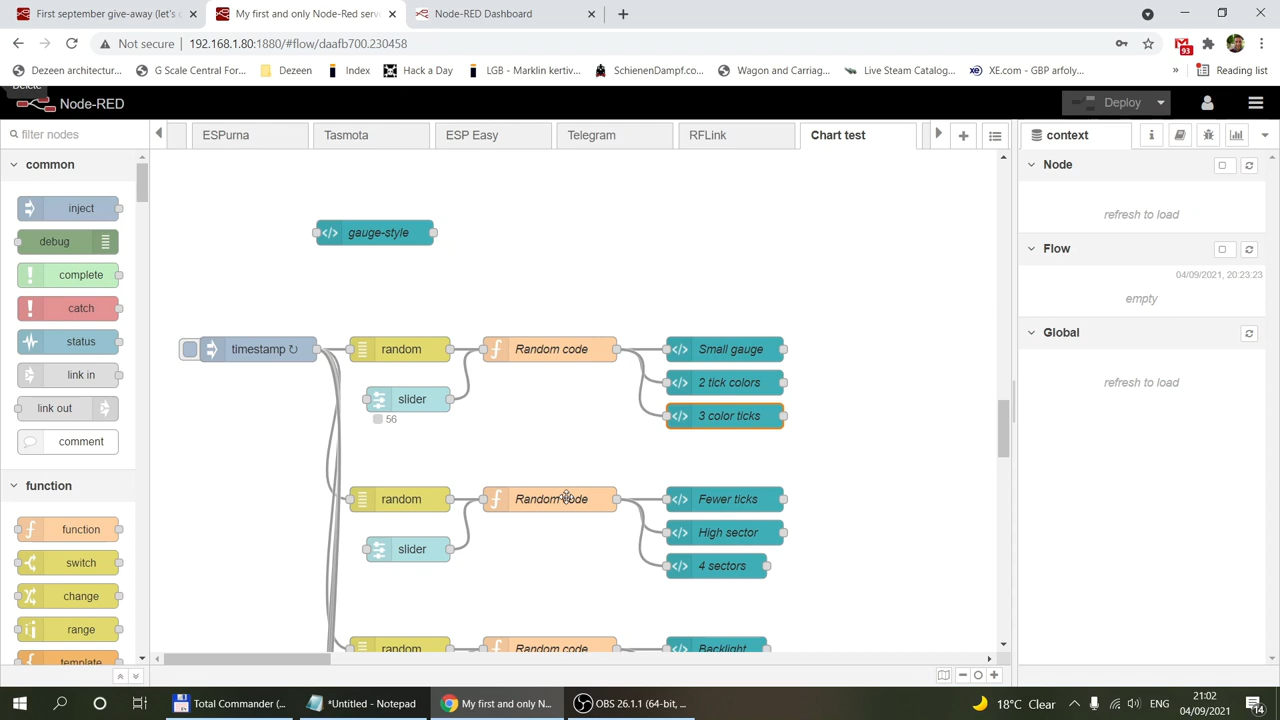 First september give-away (let's c
My first and only Node-Red serv
Node-RED Dashboard
Not secure
192.168.1.80:1880/#flow/daafb700.230458
93
Dezeen architectur...
G Scale Central For...
Dezeen
Index
Hack a Day
LGB - Marklin kertiv...
SchienenDampf.co...
Wagon and Carriag...
Live Steam Catalog...
XE.com - GBP arfoly...
»
Reading list
Delete
Node-RED
Deploy
filter nodes
ESPurna
Tasmota
ESP Easy
Telegram
RFLink
Chart test
context
common
Node
inject
gauge-style
refresh to load
debug
Flow
complete
04/09/2021, 20:23:23
catch
empty
status
timestamp ↻
random
Random code
Small gauge
Global
link in
2 tick colors
refresh to load
link out
slider
3 color ticks
56
comment
function
random
Random code
Fewer ticks
function
High sector
switch
slider
4 sectors
change
range
random
Random code
Backlight
template
Total Commander (...
*Untitled - Notepad
My first and only N...
OBS 26.1.1 (64-bit, ...
18°C Clear
ENG
21:02
04/09/2021
14